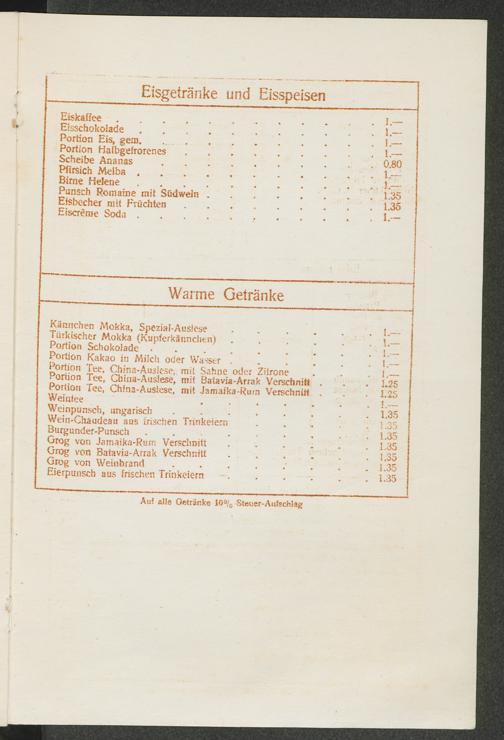 Eisgetränke und Eisspeisen
Eiskaffee . . . . . . . . . . . . 1.—
Eisschokolade . . . . . . . . . . . 1.—
Portion Eis, gem. . . . . . . . . . . 1.—
Portion Halbgefrorenes . . . . . . . . . 1.—
Scheibe Ananas . . . . . . . . . . 0.80
Pfirsich Melba . . . . . . . . . . . 1.—
Birne Helene . . . . . . . . . . . 1.—
Punsch Romaine mit Südwein . . . . . . . . 1.35
Eisbecher mit Früchten . . . . . . . . . 1.35
Eiscrême Soda . . . . . . . . . . . 1.—
Warme Getränke
Kännchen Mokka, Spezial-Auslese . . . . . . . 1.—
Türkischer Mokka (Kupferkännchen) . . . . . . 1.—
Portion Schokolade . . . . . . . . . . 1.—
Portion Kakao in Milch oder Wasser . . . . . . 1.—
Portion Tee, China-Auslese, mit Sahne oder Zitrone . . . 1.—
Portion Tee, China-Auslese, mit Batavia-Arrak Verschnitt . . 1.25
Portion Tee, China-Auslese, mit Jamaika-Rum Verschnitt . . 1.25
Weintee . . . . . . . . . . . . 1.—
Weinpunsch, ungarisch . . . . . . . . . 1.35
Wein-Chaudeau aus frischen Trinkeiern . . . . . . 1.35
Burgunder-Punsch . . . . . . . . . . 1.35
Grog von Jamaika-Rum Verschnitt . . . . . . . 1.35
Grog von Batavia-Arrak Verschnitt . . . . . . . 1.35
Grog von Weinbrand . . . . . . . . . . 1.35
Eierpunsch aus frischen Trinkeiern . . . . . . . 1.35
Auf alle Getränke 10% Steuer-Aufschlag